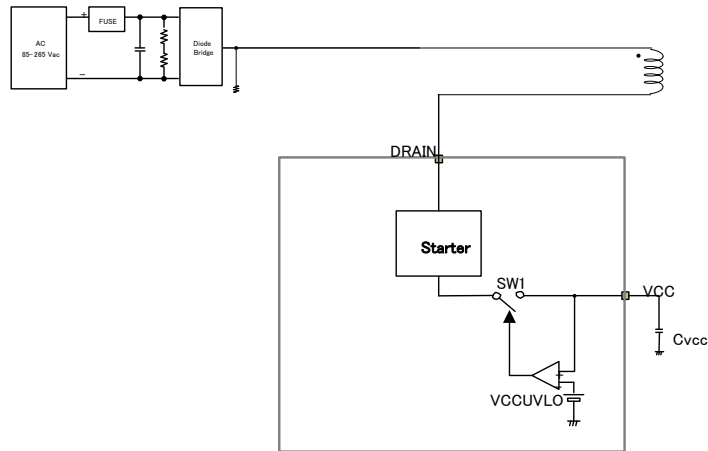 +
FUSE
AC
85-265 Vac
Diode
Bridge
-
DRAIN
Starter
SW1
VCC
Cvcc
+
+
-
VCCUVLO